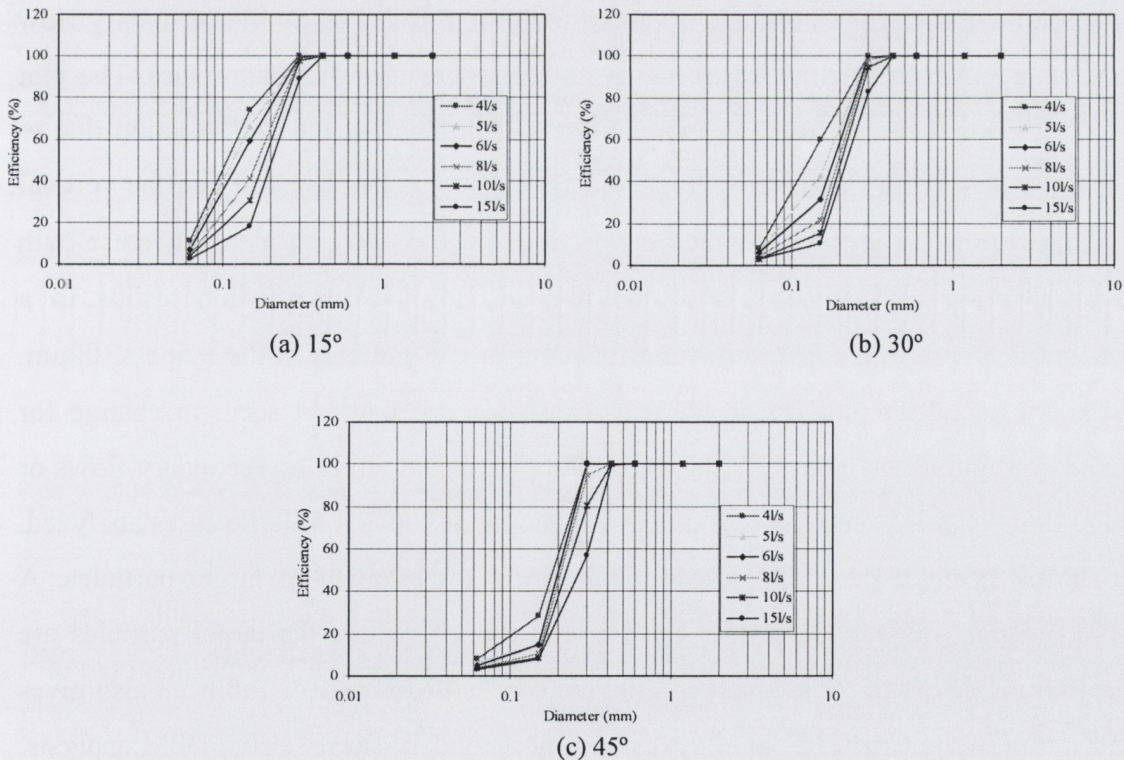 120
100
80
60
40
20
0
Efficiency (%)
0.01 0.1 1 10
Diameter (mm)
4l/s
5l/s
6l/s
8l/s
10l/s
15l/s
(a) 15º
120
100
80
60
40
20
0
Efficiency (%)
0.01 0.1 1 10
Diameter (mm)
4l/s
5l/s
6l/s
8l/s
10l/s
15l/s
(b) 30º
120
100
80
60
40
20
0
Efficiency (%)
0.01 0.1 1 10
Diameter (mm)
4l/s
5l/s
6l/s
8l/s
10l/s
15l/s
(c) 45º